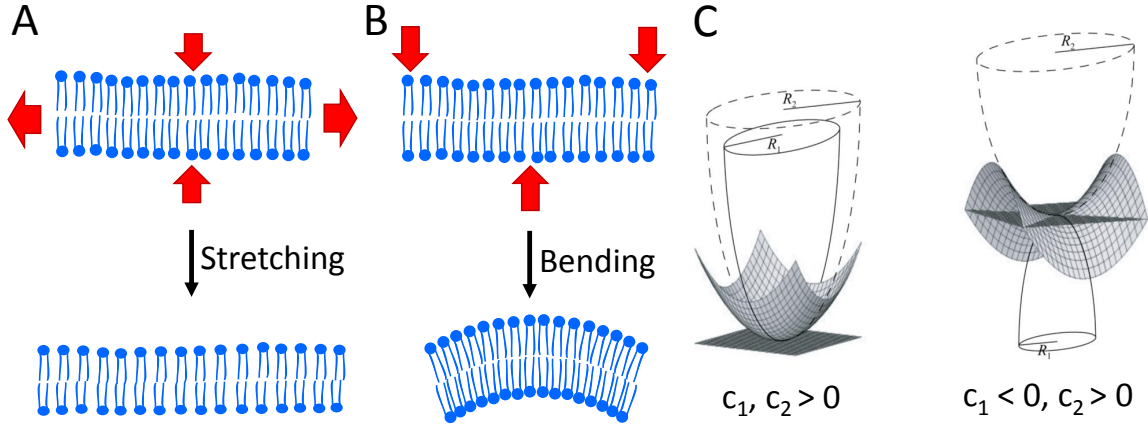 A
B
C
Stretching
Bending
R₂
R₁
R₂
R₁
c₁, c₂ > 0
c₁ < 0, c₂ > 0